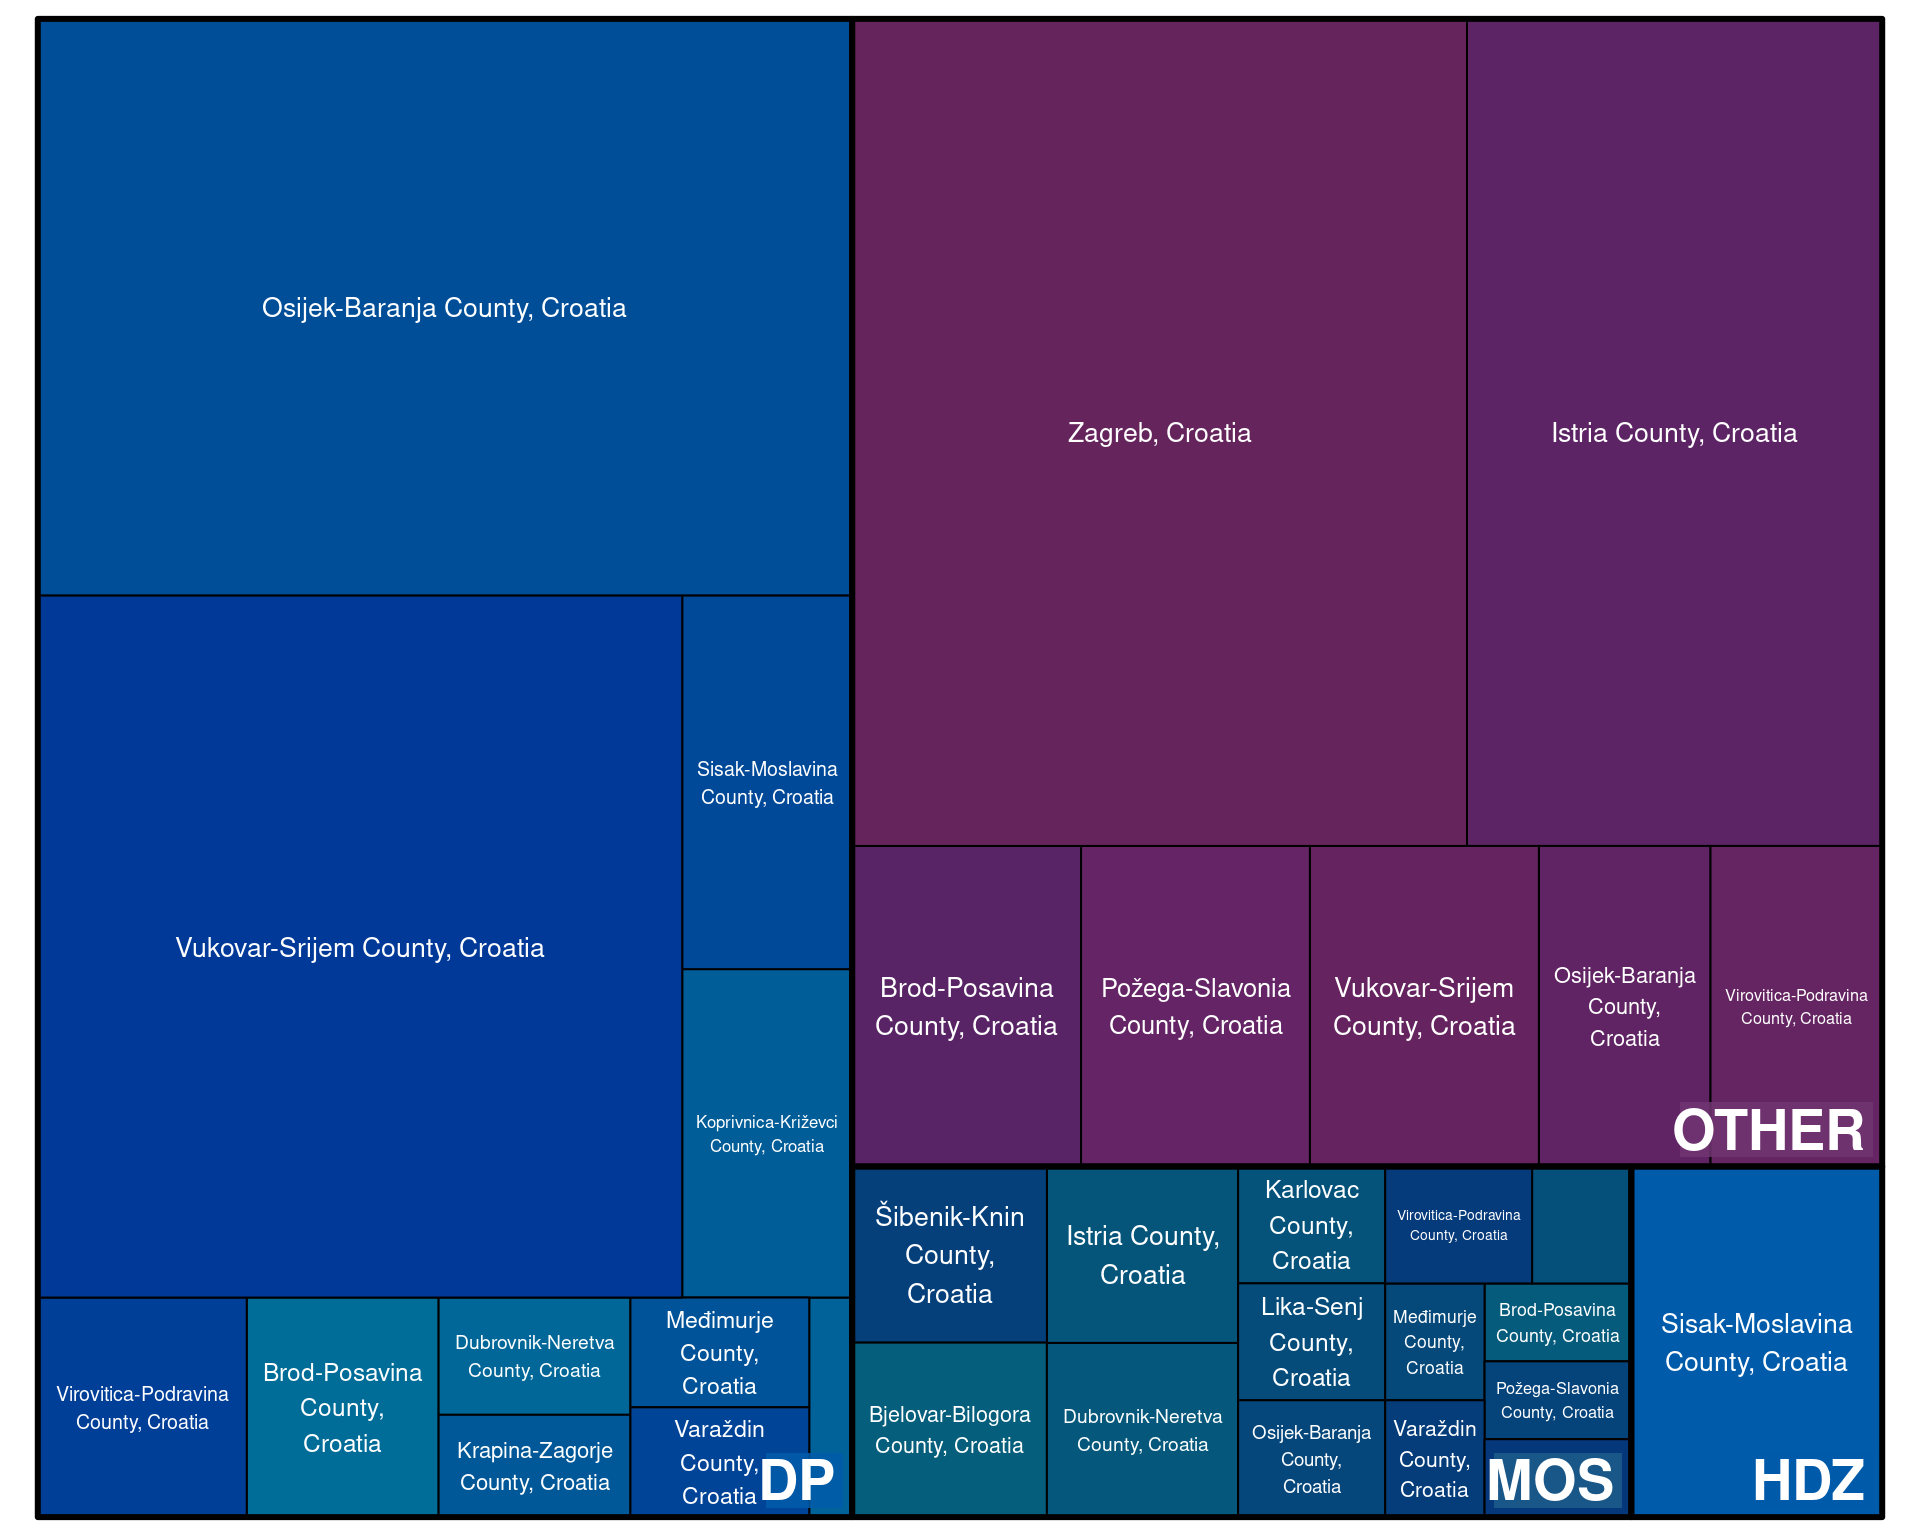 Osijek-Baranja County, Croatia
Vukovar-Srijem County, Croatia
Sisak-Moslavina
County, Croatia
Koprivnica-Križevci
County, Croatia
Virovitica-Podravina
County, Croatia
Brod-Posavina
County,
Croatia
Dubrovnik-Neretva
County, Croatia
Krapina-Zagorje
County, Croatia
Međimurje
County,
Croatia
Varaždin
County,
Croatia
DP
Zagreb, Croatia
Istria County, Croatia
Brod-Posavina
County, Croatia
Požega-Slavonia
County, Croatia
Vukovar-Srijem
County, Croatia
Osijek-Baranja
County,
Croatia
Virovitica-Podravina
County, Croatia
OTHER
Šibenik-Knin
County,
Croatia
Istria County,
Croatia
Bjelovar-Bilogora
County, Croatia
Dubrovnik-Neretva
County, Croatia
Karlovac
County,
Croatia
Lika-Senj
County,
Croatia
Osijek-Baranja
County,
Croatia
Virovitica-Podravina
County, Croatia
Međimurje
County,
Croatia
Varaždin
County,
Croatia
Brod-Posavina
County, Croatia
Požega-Slavonia
County, Croatia
MOS
Sisak-Moslavina
County, Croatia
HDZ